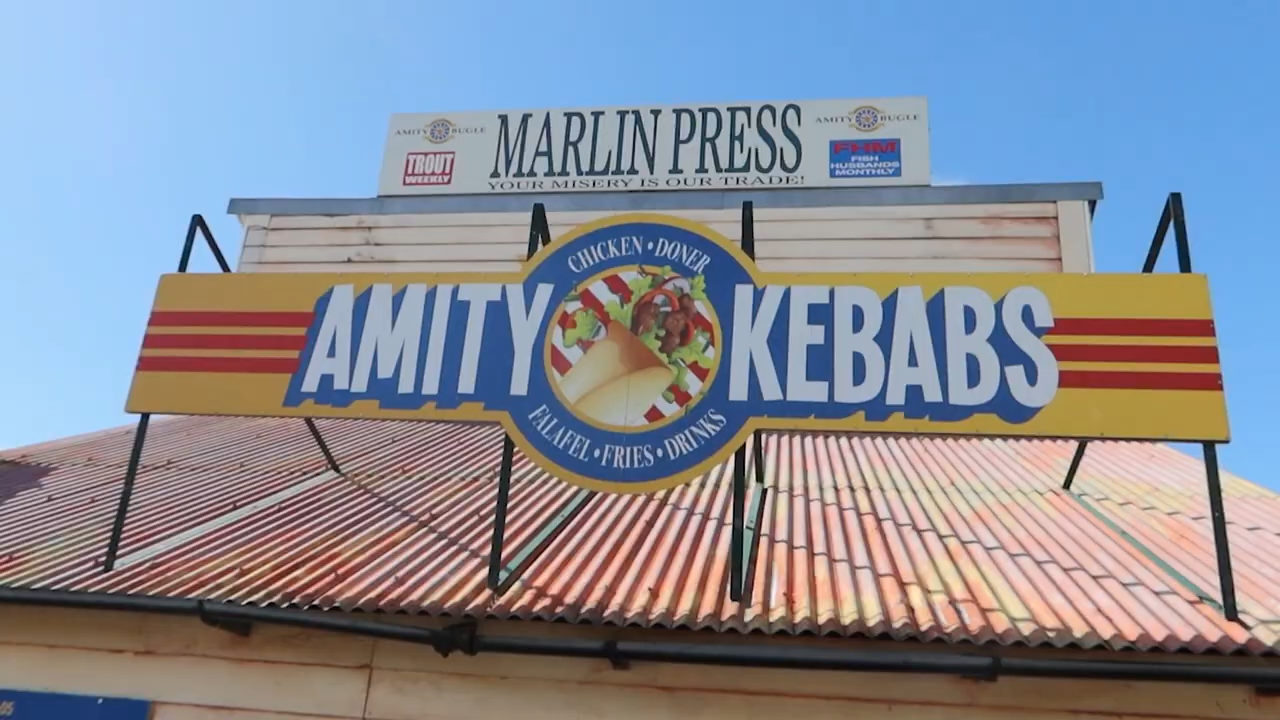 AMITY BUGLE
MARLIN PRESS
AMITY BUGLE
TROUT
WEEKLY
FHM
FISH
HUSBANDS
MONTHLY
YOUR MISERY IS OUR TRADE!
CHICKEN • DONER
AMITY KEBABS
FALAFEL • FRIES • DRINKS